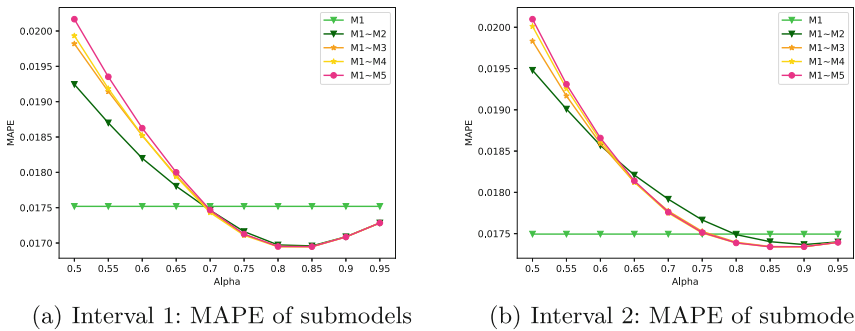 0.0200
0.0195
0.0190
0.0185
0.0180
0.0175
0.0170
MAPE
M1
M1~M2
M1~M3
M1~M4
M1~M5
0.5 0.55 0.6 0.65 0.7 0.75 0.8 0.85 0.9 0.95
Alpha
(a) Interval 1: MAPE of submodels
0.0200
0.0195
0.0190
0.0185
0.0180
0.0175
MAPE
M1
M1~M2
M1~M3
M1~M4
M1~M5
0.5 0.55 0.6 0.65 0.7 0.75 0.8 0.85 0.9 0.95
Alpha
(b) Interval 2: MAPE of submode